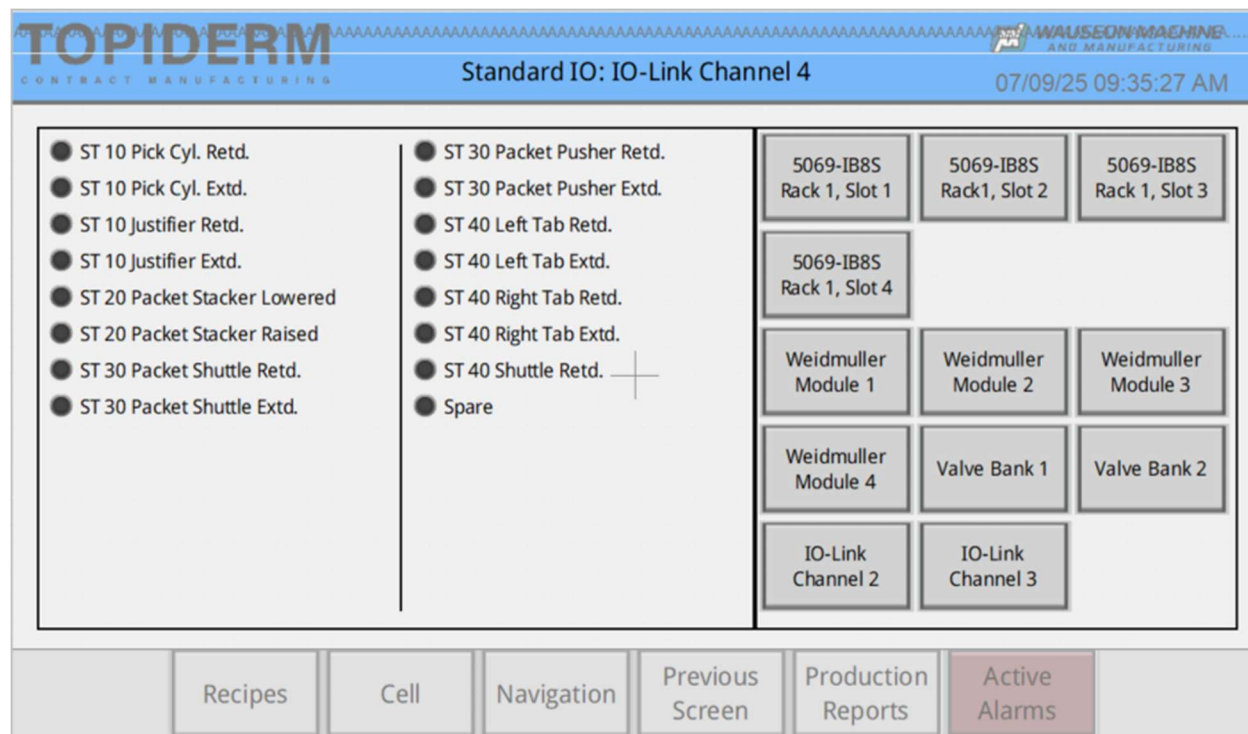 TOPIDERM
CONTRACT MANUFACTURING
WAUSEON MACHINE
AND MANUFACTURING
Standard IO: IO-Link Channel 4
07/09/25 09:35:27 AM
ST 10 Pick Cyl. Retd.
ST 10 Pick Cyl. Extd.
ST 10 Justifier Retd.
ST 10 Justifier Extd.
ST 20 Packet Stacker Lowered
ST 20 Packet Stacker Raised
ST 30 Packet Shuttle Retd.
ST 30 Packet Shuttle Extd.
ST 30 Packet Pusher Retd.
ST 30 Packet Pusher Extd.
ST 40 Left Tab Retd.
ST 40 Left Tab Extd.
ST 40 Right Tab Retd.
ST 40 Right Tab Extd.
ST 40 Shuttle Retd.
Spare
5069-IB8S
Rack 1, Slot 1
5069-IB8S
Rack1, Slot 2
5069-IB8S
Rack 1, Slot 3
5069-IB8S
Rack 1, Slot 4
Weidmuller
Module 1
Weidmuller
Module 2
Weidmuller
Module 3
Weidmuller
Module 4
Valve Bank 1
Valve Bank 2
IO-Link
Channel 2
IO-Link
Channel 3
Recipes
Cell
Navigation
Previous
Screen
Production
Reports
Active
Alarms